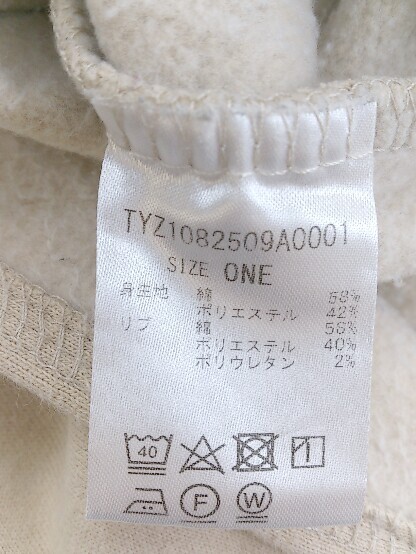 TYZ1082509A0001
SIZE ONE
身生地 綿 58%
ポリエステル 42%
リブ 綿 58%
ポリエステル 40%
ポリウレタン 2%
40
F W